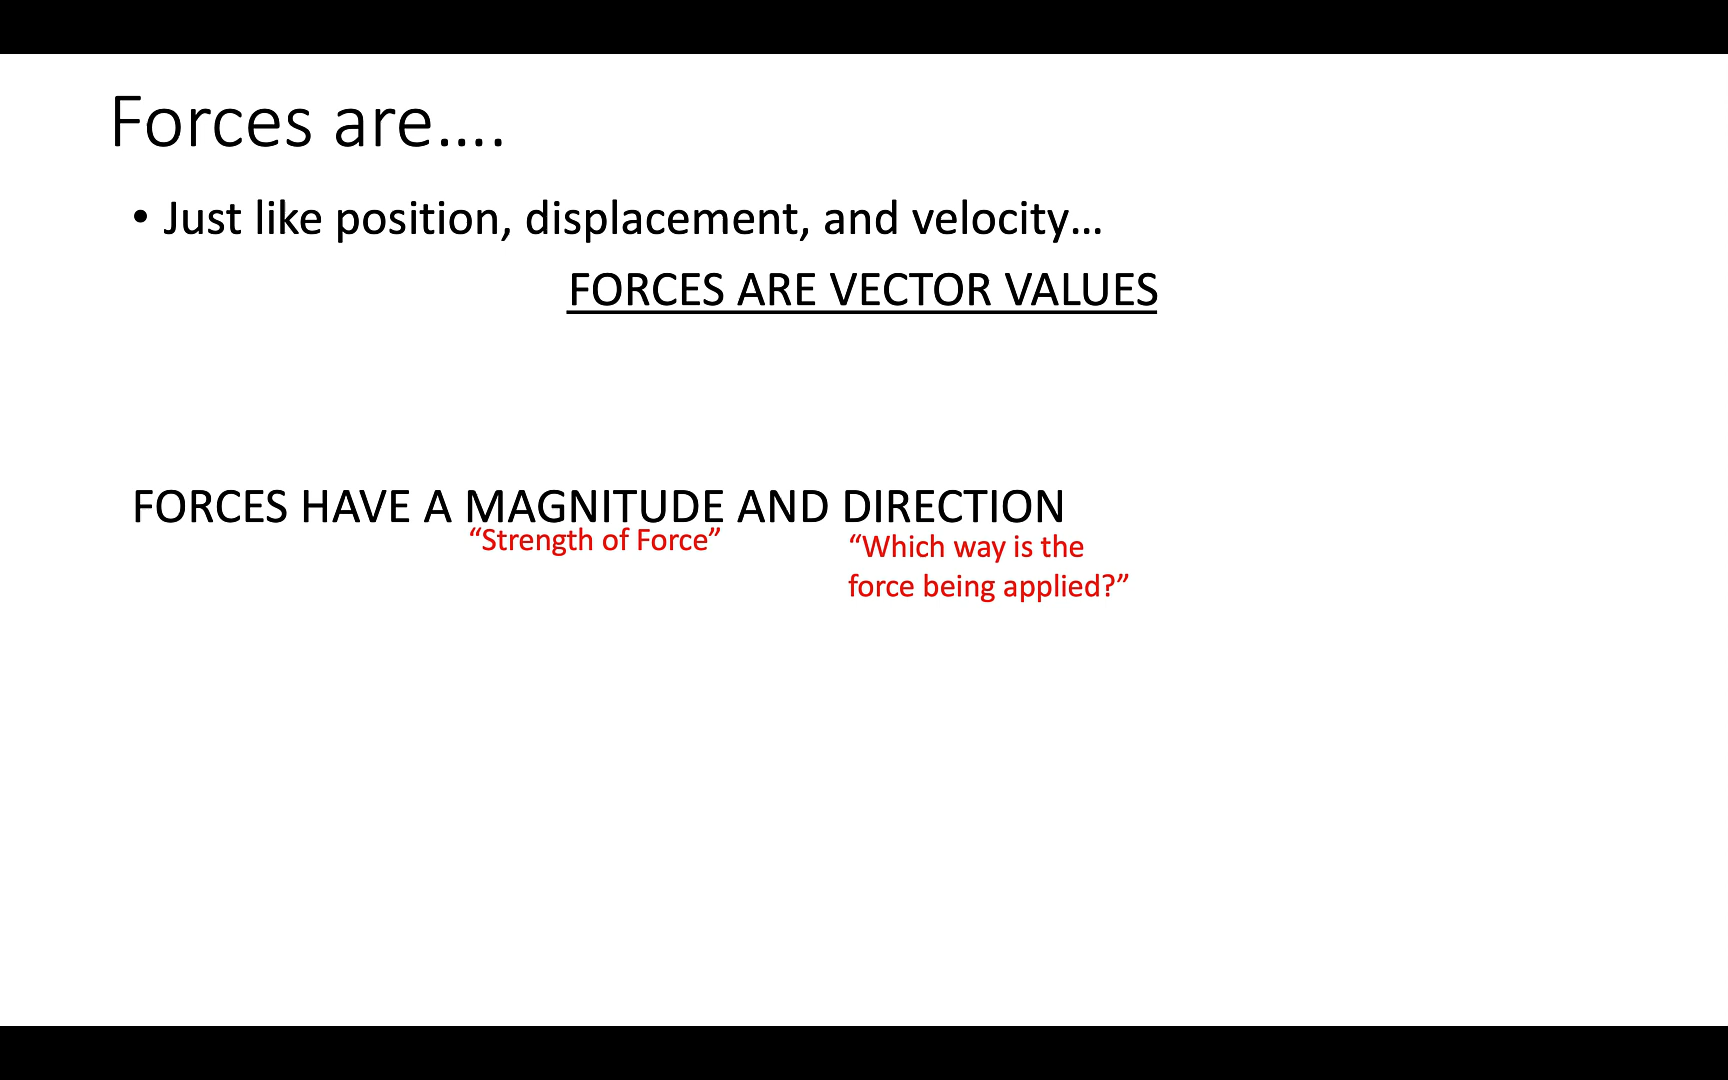 Forces are….
• Just like position, displacement, and velocity…
FORCES ARE VECTOR VALUES
FORCES HAVE A MAGNITUDE AND DIRECTION
“Strength of Force”
“Which way is the
force being applied?”